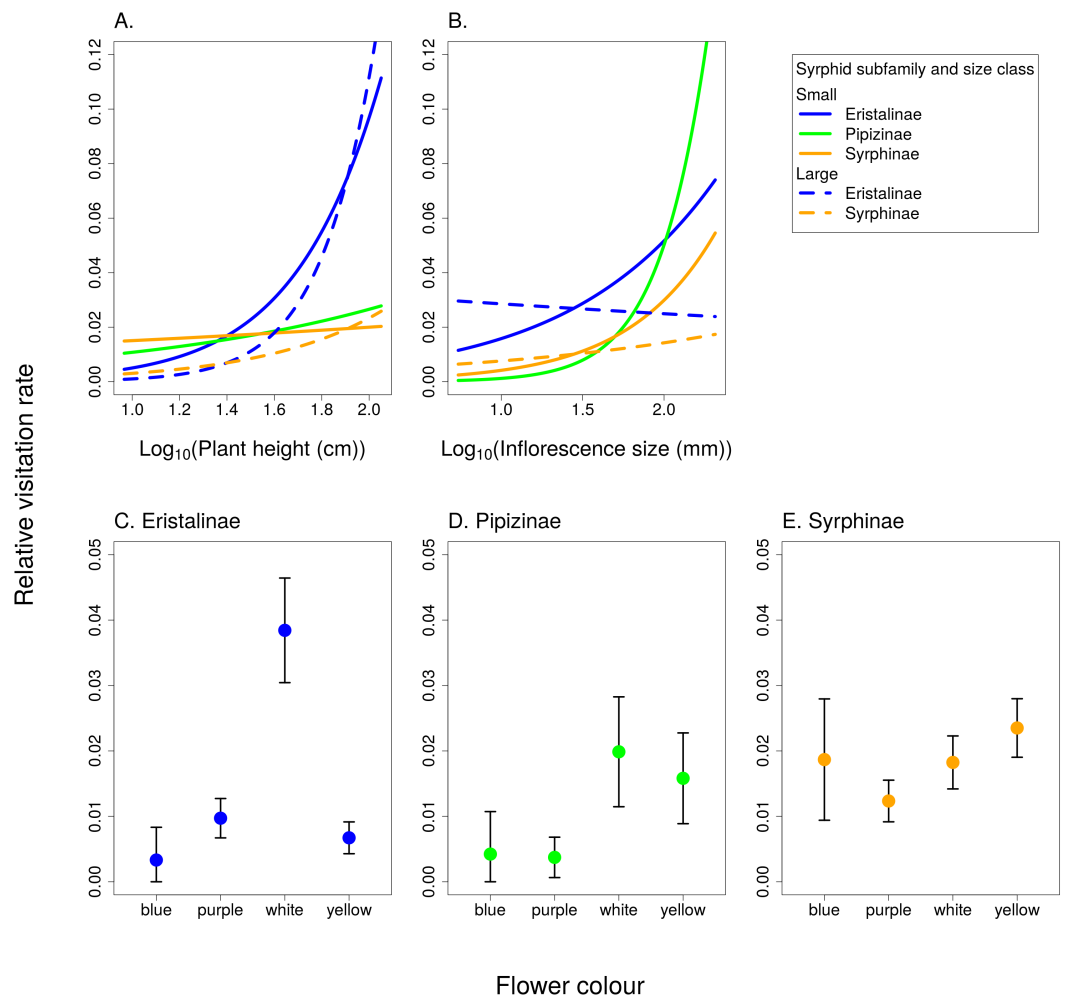 A.
0.00 0.02 0.04 0.06 0.08 0.10 0.12
1.0 1.2 1.4 1.6 1.8 2.0
Log10(Plant height (cm))
B.
0.00 0.02 0.04 0.06 0.08 0.10 0.12
1.0 1.5 2.0
Log10(Inflorescence size (mm))
Syrphid subfamily and size class
Small
Eristalinae
Pipizinae
Syrphinae
Large
Eristalinae
Syrphinae
Relative visitation rate
C. Eristalinae
0.00 0.01 0.02 0.03 0.04 0.05
blue purple white yellow
D. Pipizinae
0.00 0.01 0.02 0.03 0.04 0.05
blue purple white yellow
E. Syrphinae
0.00 0.01 0.02 0.03 0.04 0.05
blue purple white yellow
Flower colour